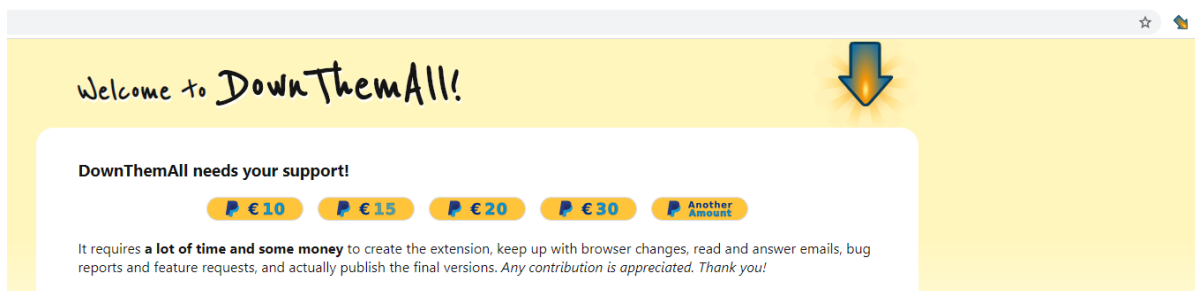 Welcome to DownThemAll!
DownThemAll needs your support!
€10 €15 €20 €30 Another Amount
It requires a lot of time and some money to create the extension, keep up with browser changes, read and answer emails, bug
reports and feature requests, and actually publish the final versions. Any contribution is appreciated. Thank you!